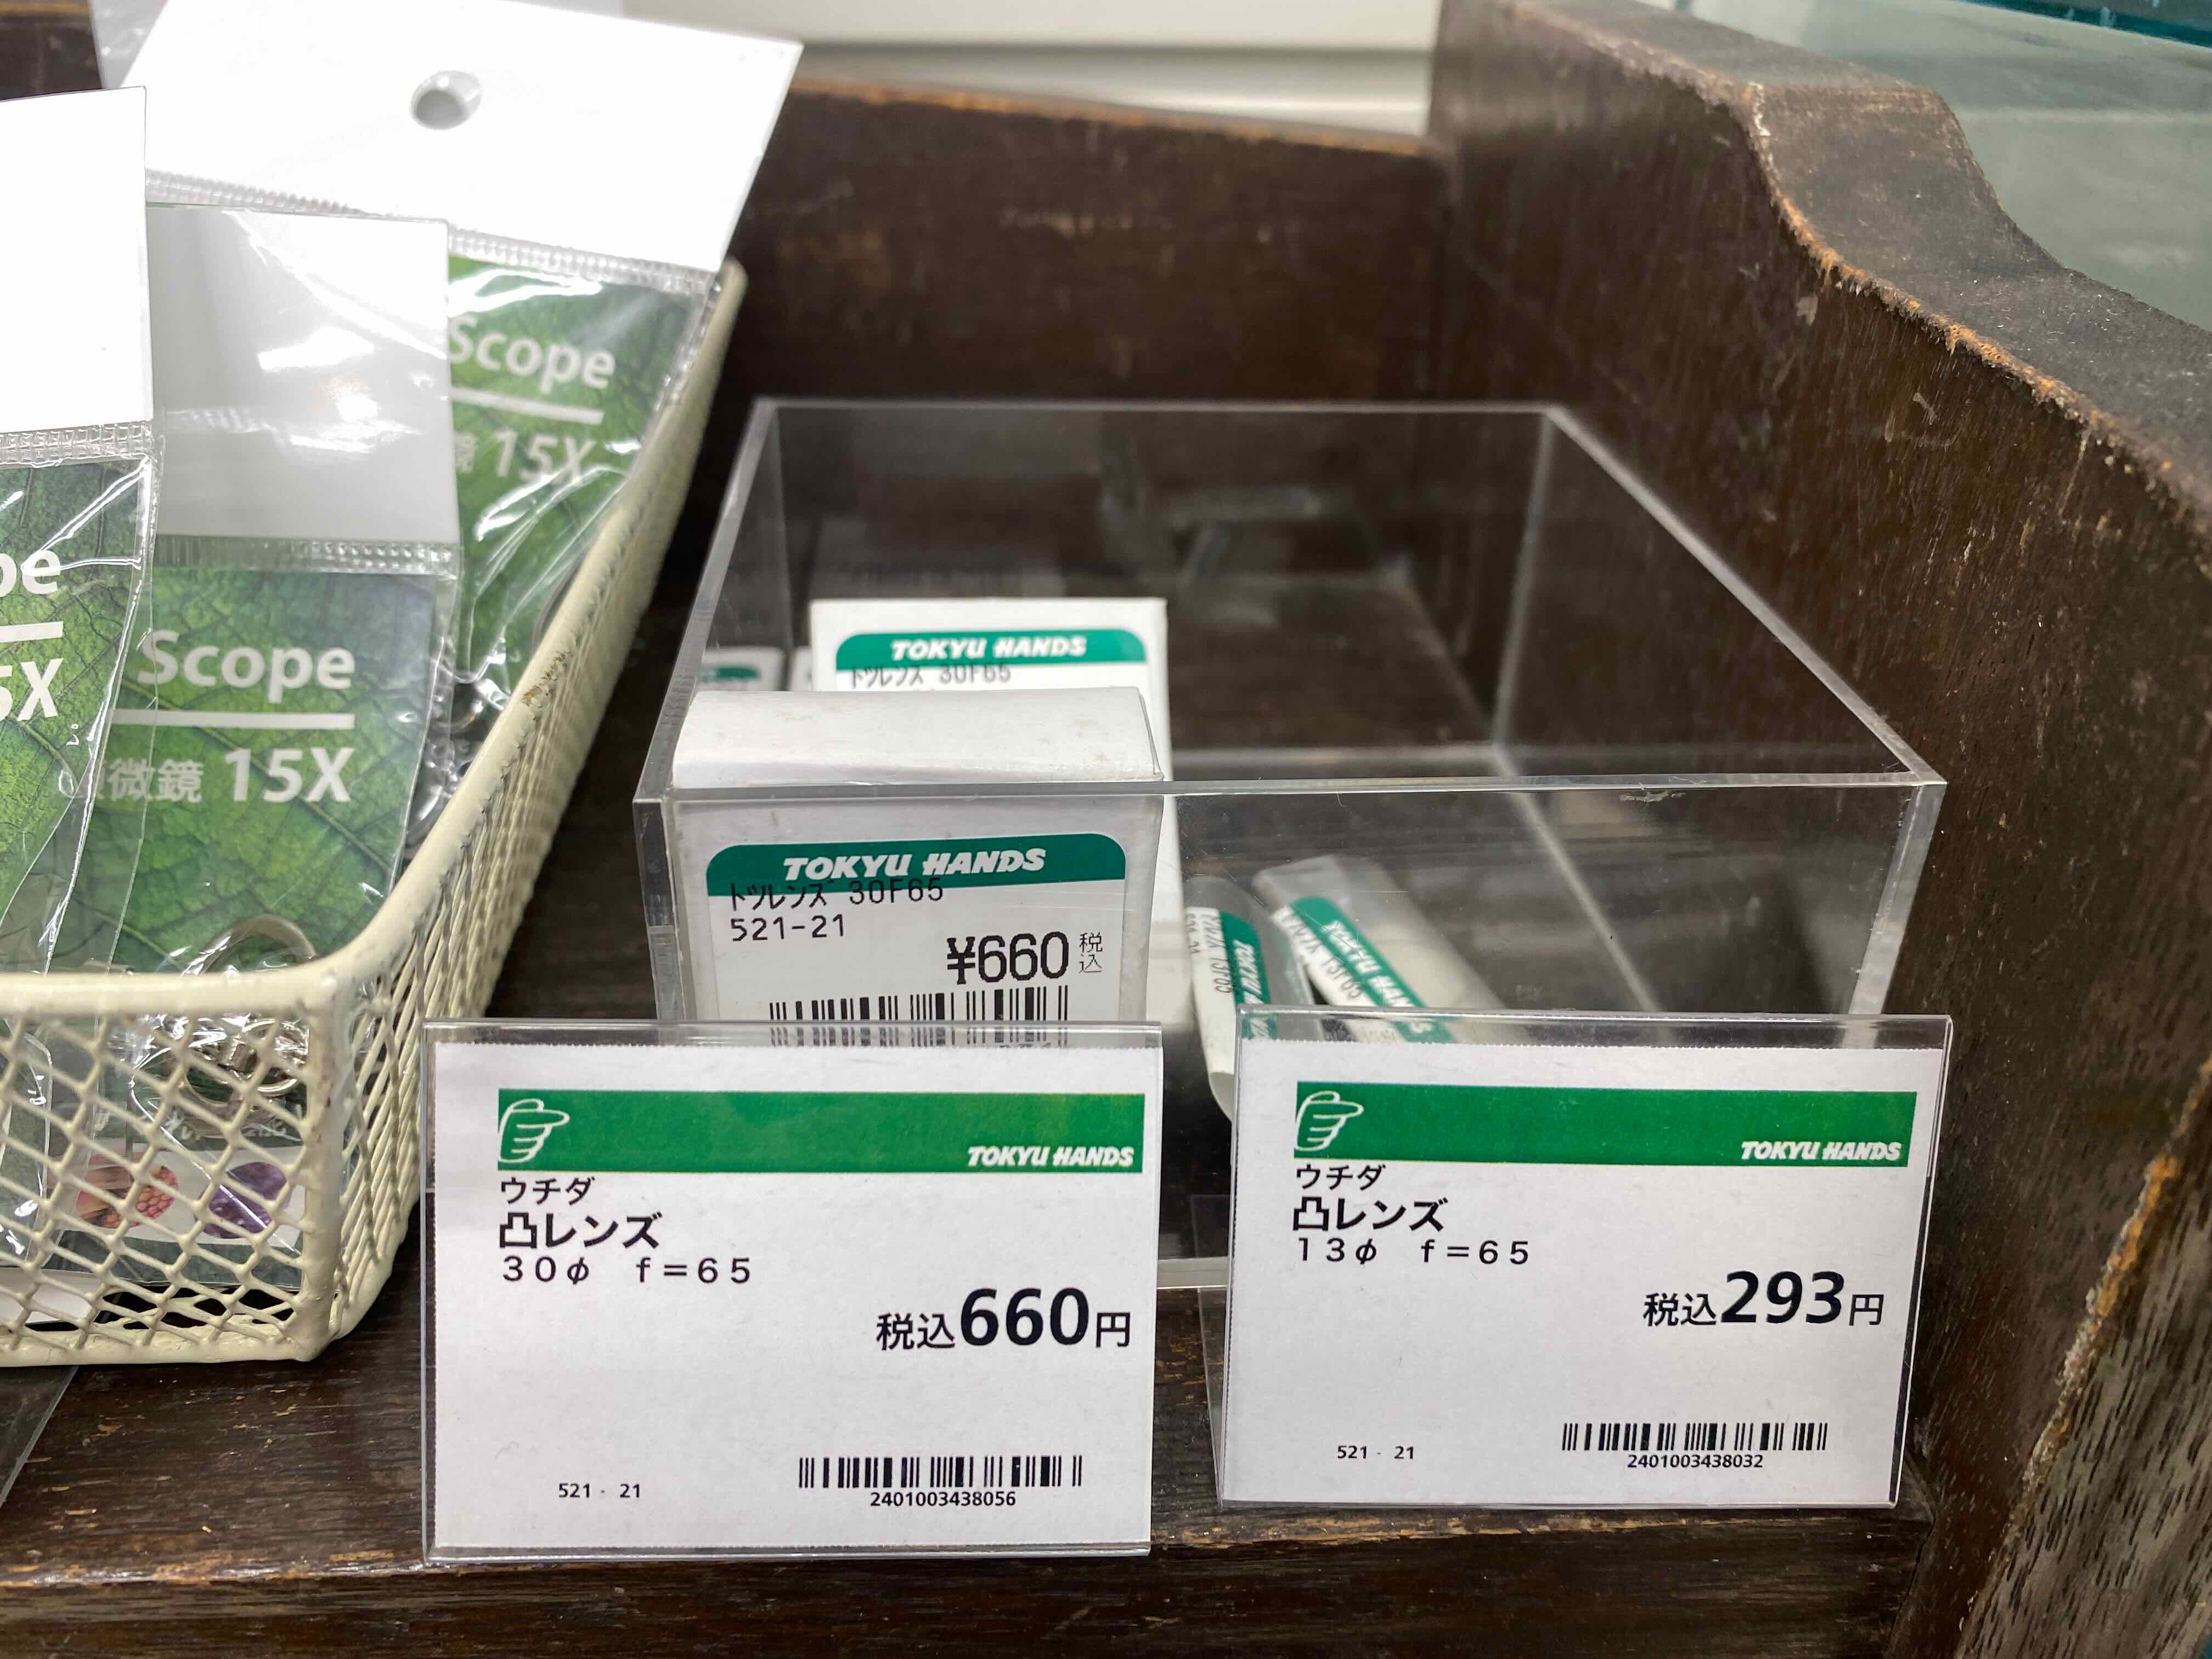 Scope
15X
Scope
微鏡 15X
pe
5X
TOKYU HANDS
トツレンズ 30F65
TOKYU HANDS
トツレンズ 30F65
521-21
¥660 税込
TOKYU HANDS
ウチダ
凸レンズ
30φ f=65
税込660円
521 - 21
2401003438056
TOKYU HANDS
ウチダ
凸レンズ
13φ f=65
税込293円
521 - 21
2401003438032